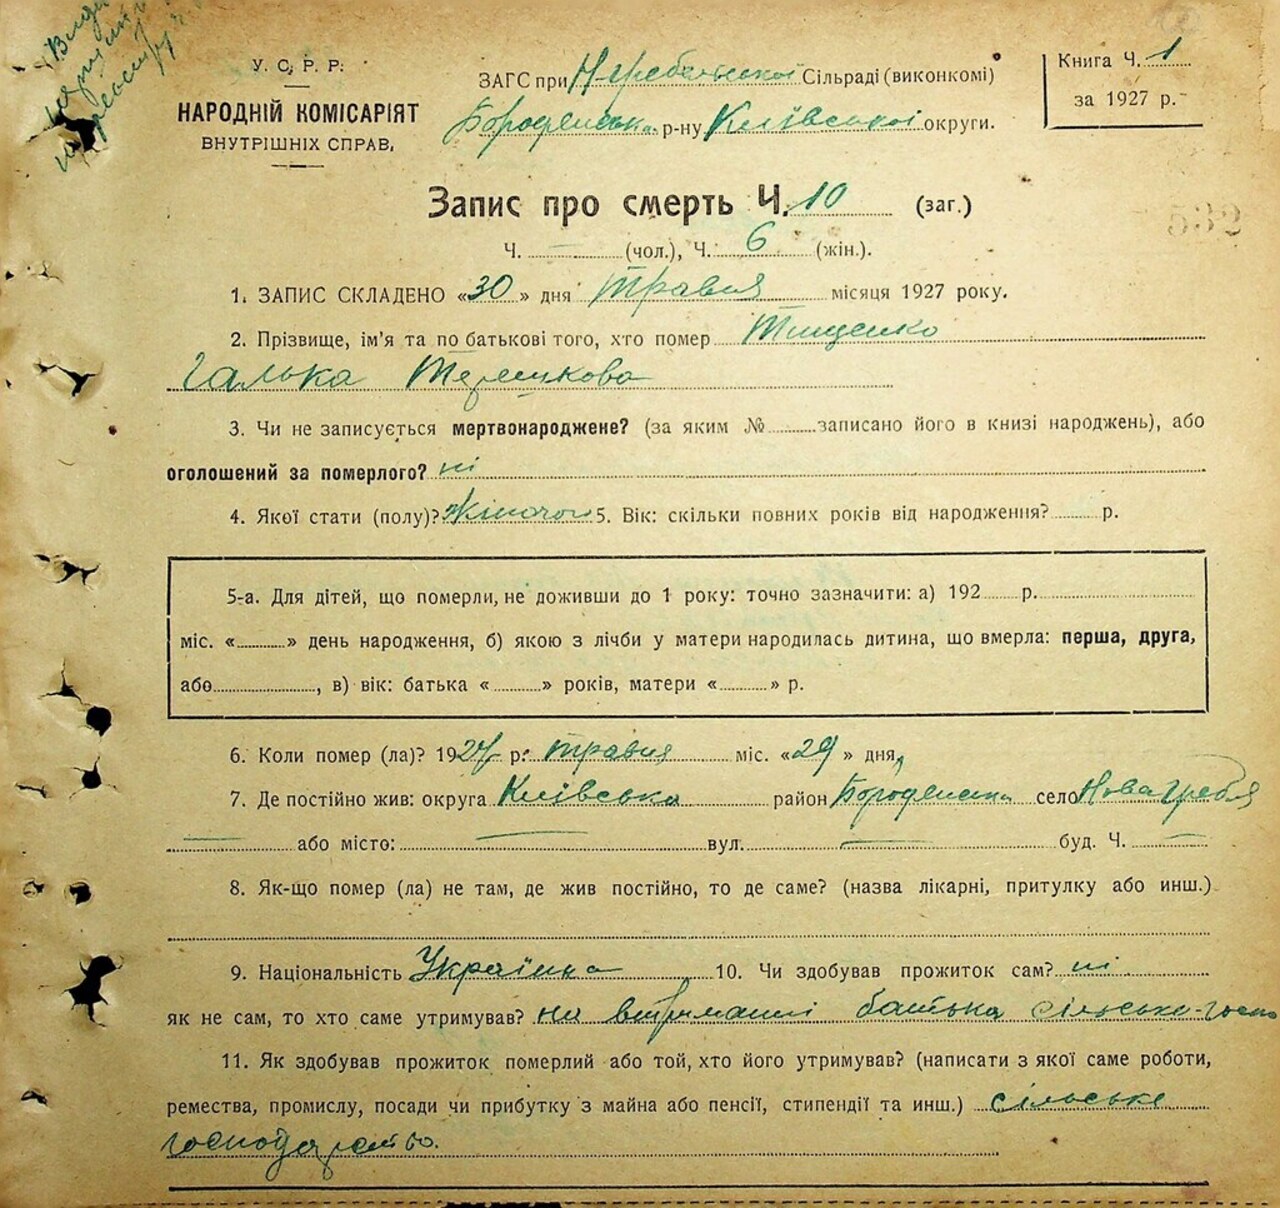 У. С. Р. Р.
НАРОДНІЙ КОМІСАРІЯТ
ВНУТРІШНІХ СПРАВ,
ЗАГС при Н-гребельської Сільраді (виконкомі)
Бородянськ. р-ну Київської округи.
Книга Ч. 1
за 1927 р.
Запис про смерть Ч. 10 (заг.)
Ч. — (чол.), Ч. 6 (жін.).
1. ЗАПИС СКЛАДЕНО «30» дня Травня місяця 1927 року.
2. Прізвище, ім'я та по батькові того, хто помер Тищенко
Галька Терешкова
3. Чи не записується мертвонароджене? (за яким № записано його в книзі народжень), або
оголошений за померлого? ні
4. Якої стати (полу)? Жіночої 5. Вік: скільки повних років від народження? р.
5-а. Для дітей, що померли, не доживши до 1 року: точно зазначити: а) 192 р.
міс. « » день народження, б) якою з лічби у матери народилась дитина, що вмерла: перша, друга,
або , в) вік: батька « » років, матери « » р.
6. Коли помер (ла)? 1927 р. травня міс. «29» дня,
7. Де постійно жив: округа Київська район Бородянськ село Нова Гребля
— або місто: — вул. — буд. Ч. —
8. Як-що помер (ла) не там, де жив постійно, то де саме? (назва лікарні, притулку або инш.)
9. Національність Українка 10. Чи здобував прожиток сам? ні
як не сам, то хто саме утримував? на втриманні батька сільсько-госпо
11. Як здобував прожиток померлий або той, хто його утримував? (написати з якої саме роботи,
ремества, промислу, посади чи прибутку з майна або пенсії, стипендії та инш.) сільське
господарство.